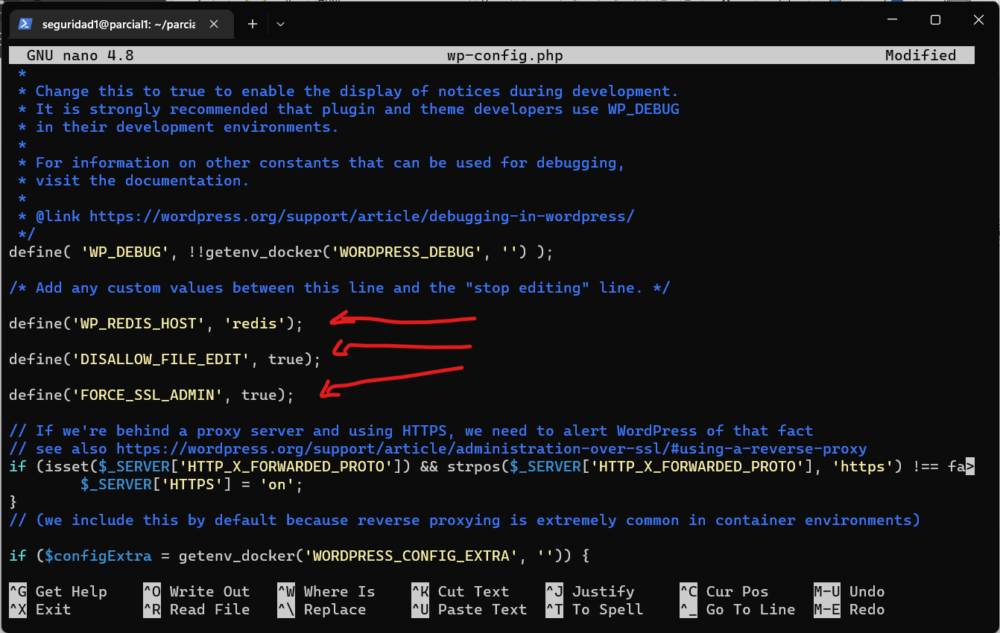 seguridad1@parcial1: ~/parcia
GNU nano 4.8 wp-config.php Modified
 *
 * Change this to true to enable the display of notices during development.
 * It is strongly recommended that plugin and theme developers use WP_DEBUG
 * in their development environments.
 *
 * For information on other constants that can be used for debugging,
 * visit the documentation.
 *
 * @link https://wordpress.org/support/article/debugging-in-wordpress/
 */
define( 'WP_DEBUG', !!getenv_docker('WORDPRESS_DEBUG', '') );
/* Add any custom values between this line and the "stop editing" line. */
define('WP_REDIS_HOST', 'redis');
define('DISALLOW_FILE_EDIT', true);
define('FORCE_SSL_ADMIN', true);
// If we're behind a proxy server and using HTTPS, we need to alert WordPress of that fact
// see also https://wordpress.org/support/article/administration-over-ssl/#using-a-reverse-proxy
if (isset($_SERVER['HTTP_X_FORWARDED_PROTO']) && strpos($_SERVER['HTTP_X_FORWARDED_PROTO'], 'https') !== fa>
        $_SERVER['HTTPS'] = 'on';
}
// (we include this by default because reverse proxying is extremely common in container environments)
if ($configExtra = getenv_docker('WORDPRESS_CONFIG_EXTRA', '')) {
^G Get Help ^O Write Out ^W Where Is ^K Cut Text ^J Justify ^C Cur Pos M-U Undo
^X Exit ^R Read File ^\ Replace ^U Paste Text ^T To Spell ^_ Go To Line M-E Redo